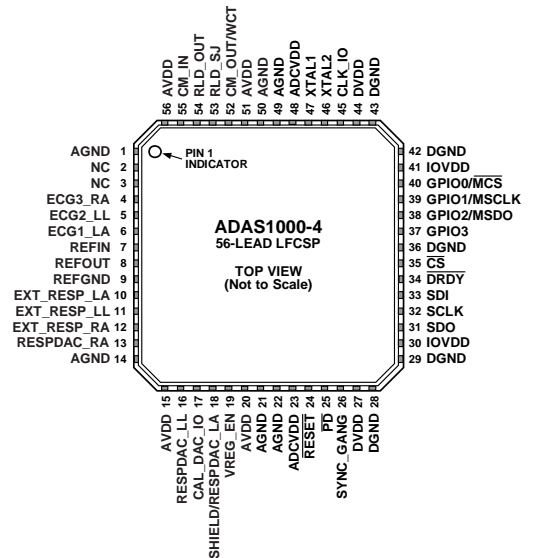 56 AVDD
55 CM_IN
54 RLD_OUT
53 RLD_SJ
52 CM_OUT/WCT
51 AVDD
50 AGND
49 AGND
48 ADCVDD
47 XTAL1
46 XTAL2
45 CLK_IO
44 DVDD
43 DGND
AGND 1
NC 2
NC 3
ECG3_RA 4
ECG2_LL 5
ECG1_LA 6
REFIN 7
REFOUT 8
REFGND 9
EXT_RESP_LA 10
EXT_RESP_LL 11
EXT_RESP_RA 12
RESPDAC_RA 13
AGND 14
PIN 1
INDICATOR
ADAS1000-4
56-LEAD LFCSP
TOP VIEW
(Not to Scale)
42 DGND
41 IOVDD
40 GPIO0/MCS
39 GPIO1/MSCLK
38 GPIO2/MSDO
37 GPIO3
36 DGND
35 CS
34 DRDY
33 SDI
32 SCLK
31 SDO
30 IOVDD
29 DGND
AVDD 15
RESPDAC_LL 16
CAL_DAC_IO 17
SHIELD/RESPDAC_LA 18
VREG_EN 19
AVDD 20
AGND 21
AGND 22
ADCVDD 23
RESET 24
PD 25
SYNC_GANG 26
DVDD 27
DGND 28